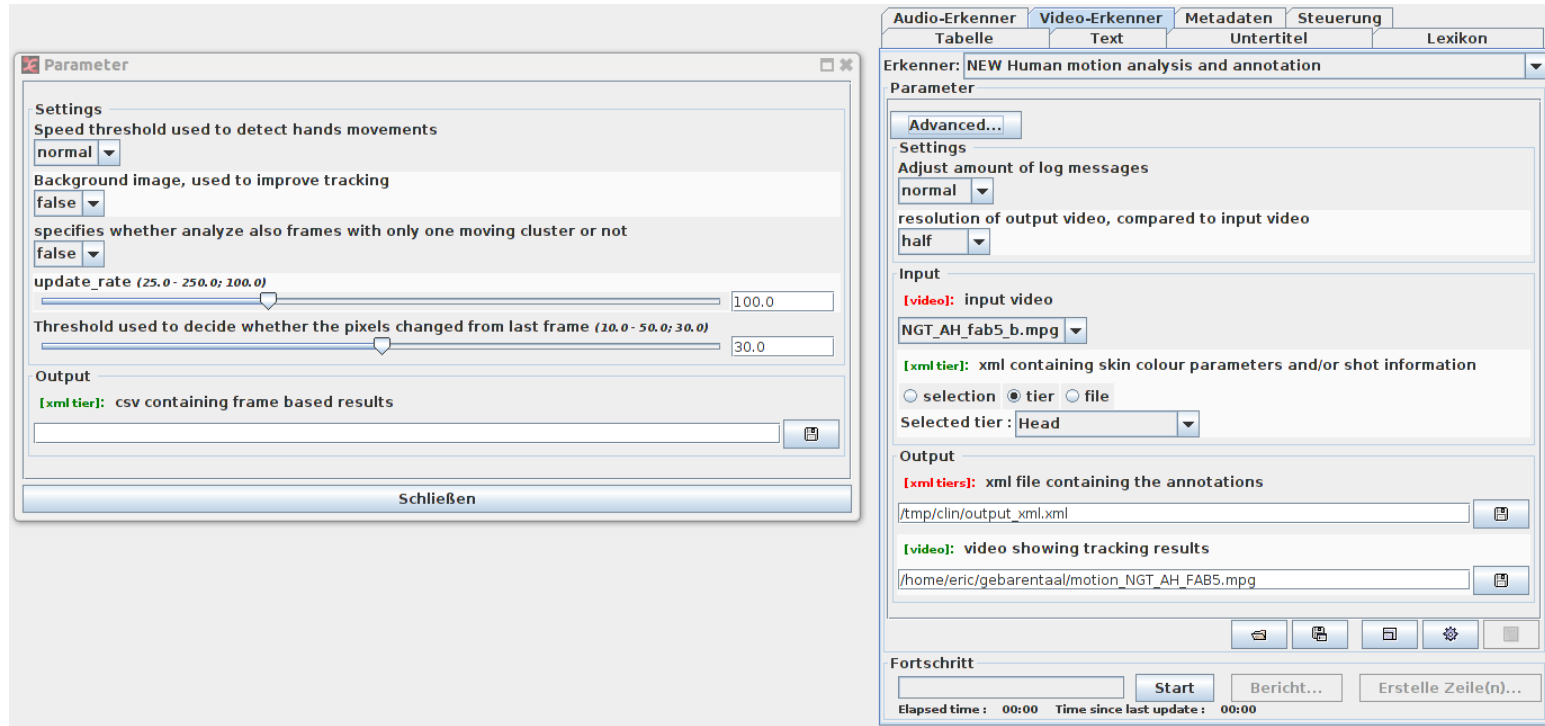 Parameter
Settings
Speed threshold used to detect hands movements
normal
Background image, used to improve tracking
false
specifies whether analyze also frames with only one moving cluster or not
false
update_rate (25.0 - 250.0; 100.0)
100.0
Threshold used to decide whether the pixels changed from last frame (10.0 - 50.0; 30.0)
30.0
Output
[xml tier]: csv containing frame based results
Schließen
Audio-Erkenner Video-Erkenner Metadaten Steuerung
Tabelle Text Untertitel Lexikon
Erkenner: NEW Human motion analysis and annotation
Parameter
Advanced...
Settings
Adjust amount of log messages
normal
resolution of output video, compared to input video
half
Input
[video]: input video
NGT_AH_fab5_b.mpg
[xml tier]: xml containing skin colour parameters and/or shot information
selection tier file
Selected tier : Head
Output
[xml tiers]: xml file containing the annotations
/tmp/clin/output_xml.xml
[video]: video showing tracking results
/home/eric/gebarentaal/motion_NGT_AH_FAB5.mpg
Fortschritt
Start Bericht... Erstelle Zeile(n)...
Elapsed time : 00:00 Time since last update : 00:00